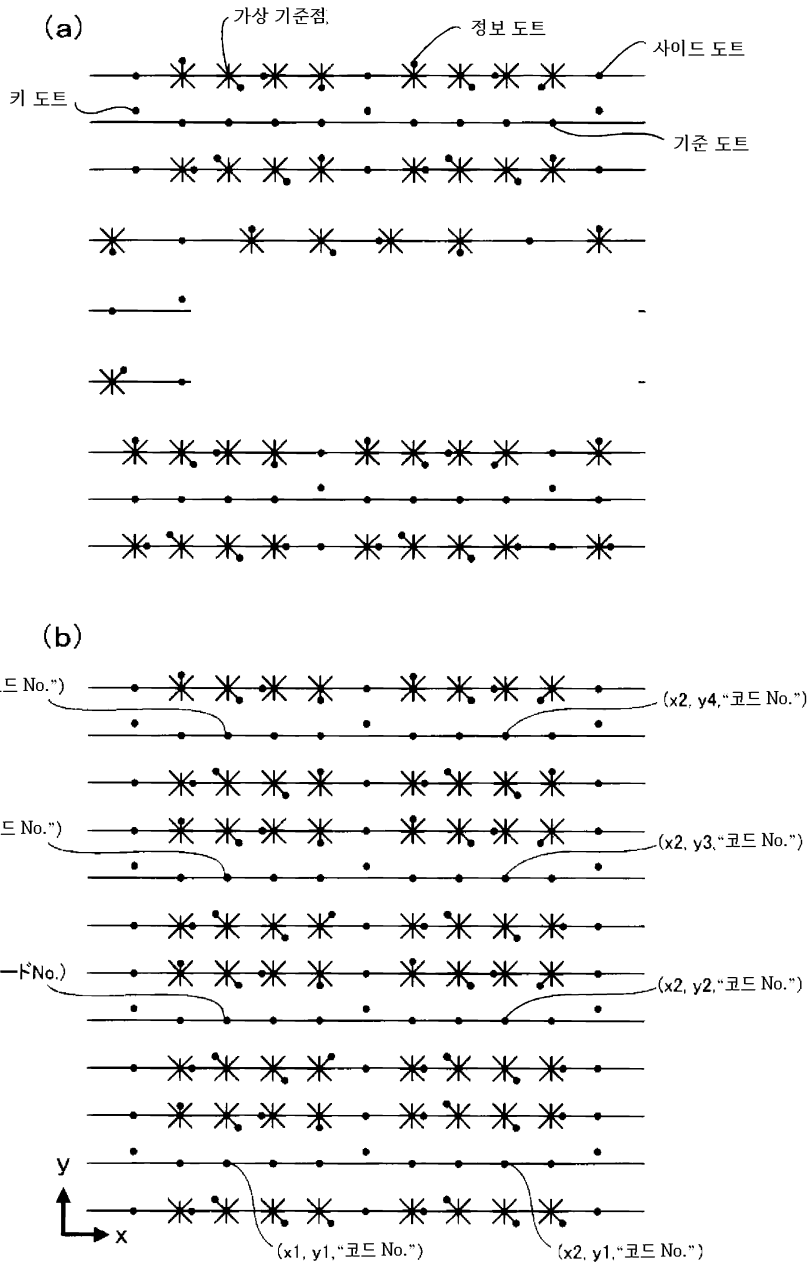 (a)
가상 기준점
정보 도트
사이드 도트
키 도트
기준 도트
(b)
드 No.”)
(x2, y4,“코드 No.”)
드 No.”)
(x2, y3,“코드 No.”)
ードNo.)
(x2, y2,“코드 No.”)
y
x
(x1, y1,“코드 No.”)
(x2, y1,“코드 No.”)